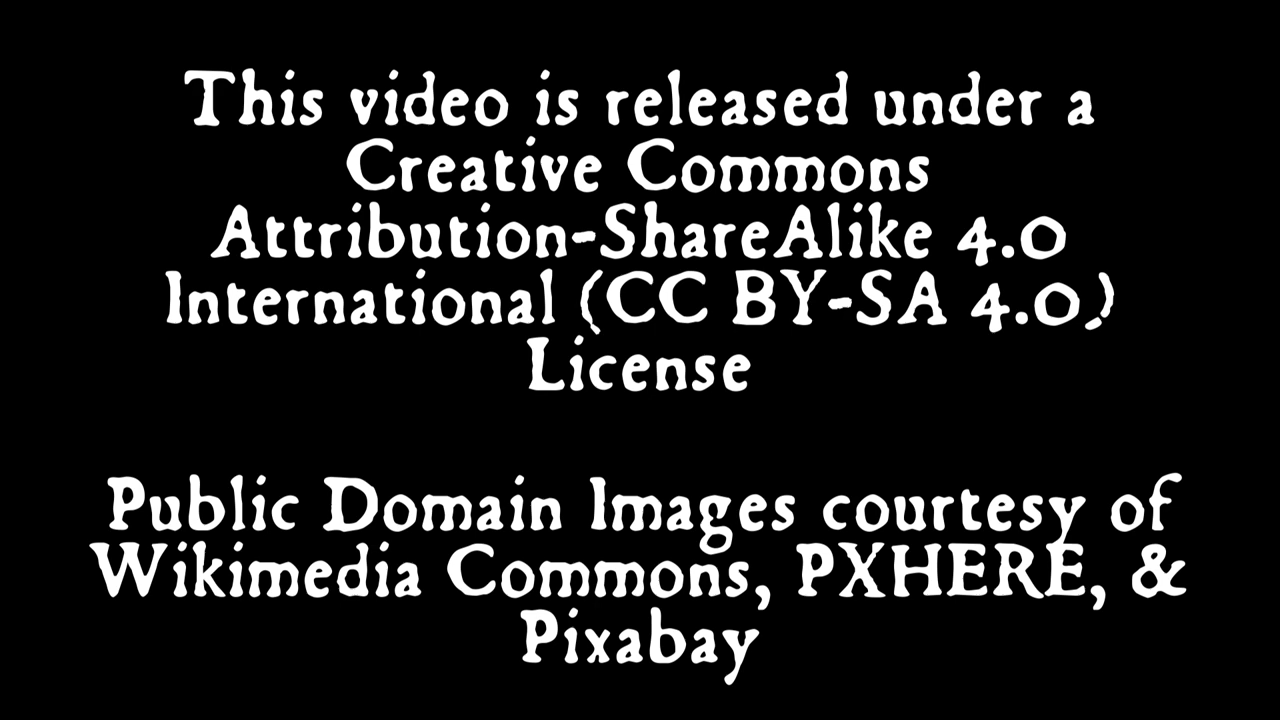 This video is released under a
Creative Commons
Attribution-ShareAlike 4.0
International (CC BY-SA 4.0)
License
Public Domain Images courtesy of
Wikimedia Commons, PXHERE, &
Pixabay